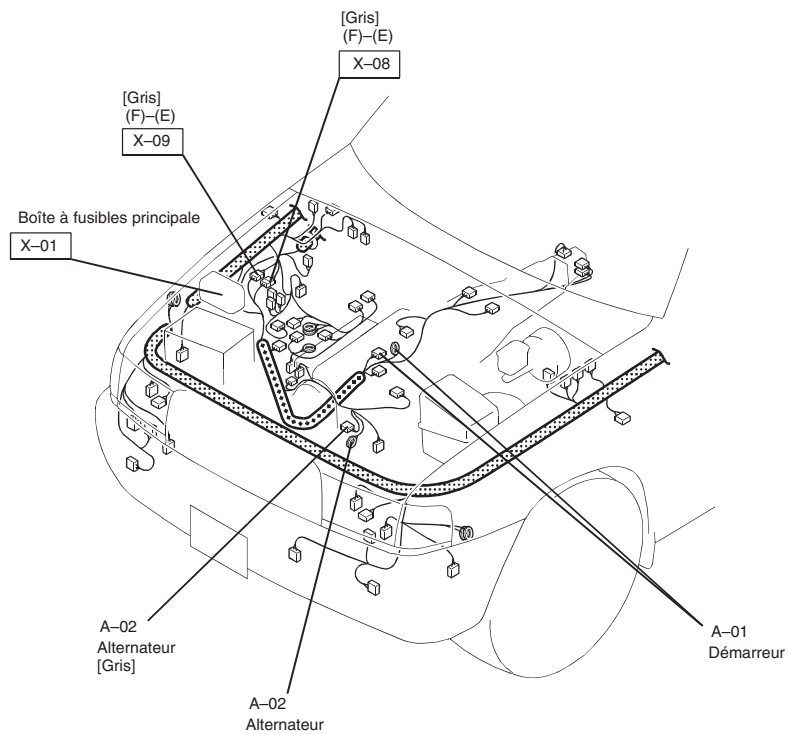 [Gris]
(F)–(E)
X–08
[Gris]
(F)–(E)
X–09
Boîte à fusibles principale
X–01
A–02
Alternateur
[Gris]
A–02
Alternateur
A–01
Démarreur